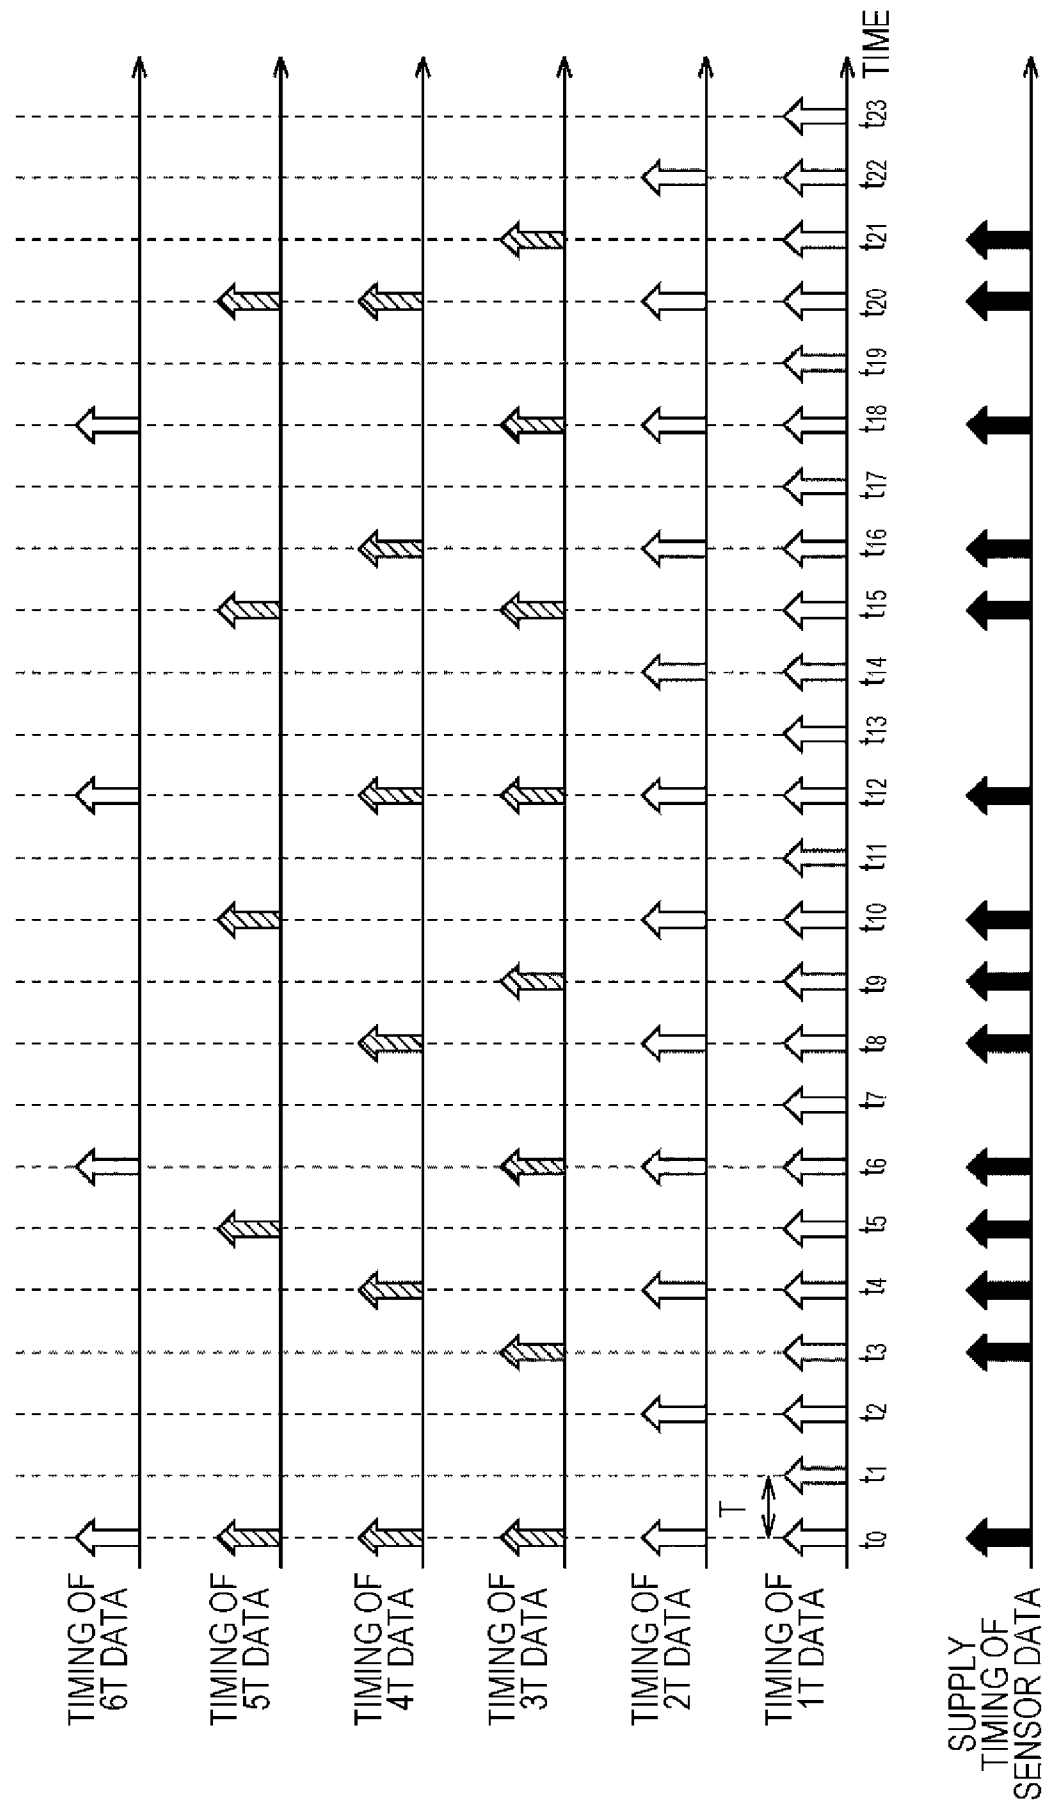 TIMING OF
6T DATA
TIMING OF
5T DATA
TIMING OF
4T DATA
TIMING OF
3T DATA
TIMING OF
2T DATA
T
TIMING OF
1T DATA
t0 t1 t2 t3 t4 t5 t6 t7 t8 t9 t10 t11 t12 t13 t14 t15 t16 t17 t18 t19 t20 t21 t22 t23 TIME
SUPPLY
TIMING OF
SENSOR DATA